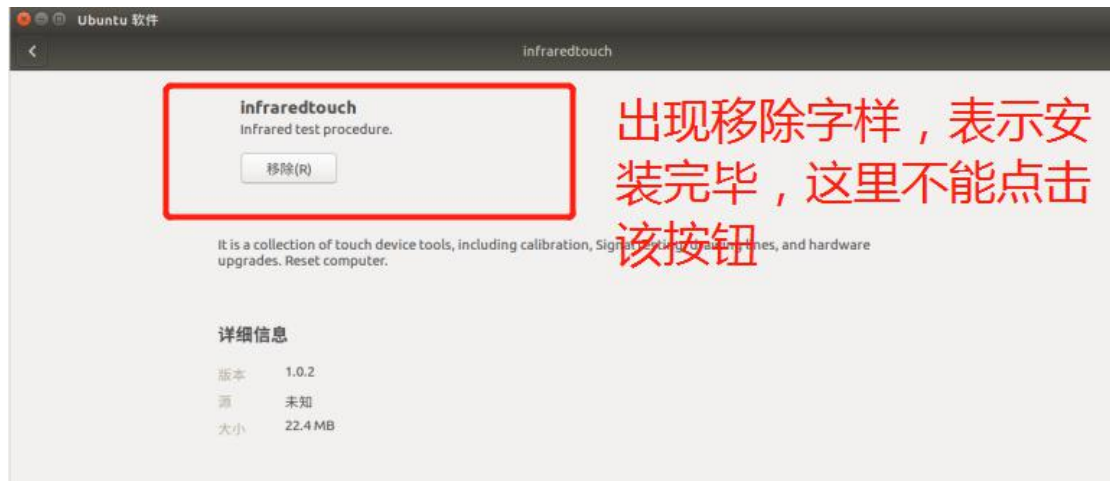 Ubuntu 软件
infraredtouch
infraredtouch
Infrared test procedure.
移除(R)
出现移除字样，表示安
装完毕，这里不能点击
该按钮
It is a collection of touch device tools, including calibration, Signal testing, drawing lines, and hardware
upgrades. Reset computer.
详细信息
版本 1.0.2
源 未知
大小 22.4 MB